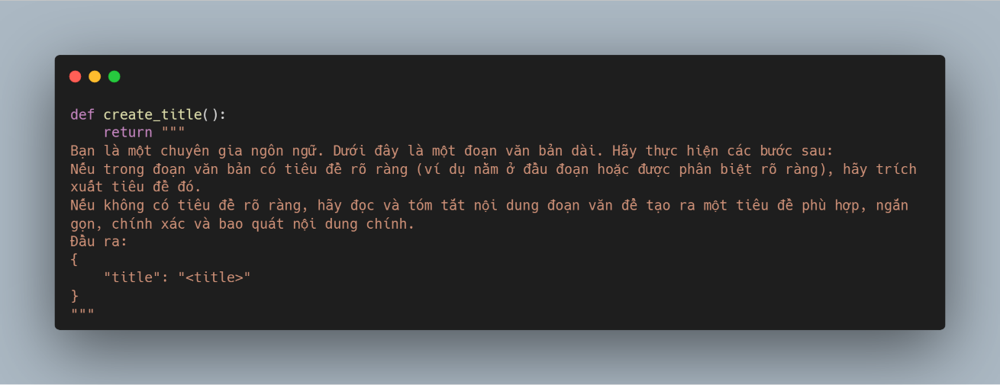 def create_title():
    return """
Bạn là một chuyên gia ngôn ngữ. Dưới đây là một đoạn văn bản dài. Hãy thực hiện các bước sau:
Nếu trong đoạn văn bản có tiêu đề rõ ràng (ví dụ nằm ở đầu đoạn hoặc được phân biệt rõ ràng), hãy trích
xuất tiêu đề đó.
Nếu không có tiêu đề rõ ràng, hãy đọc và tóm tắt nội dung đoạn văn để tạo ra một tiêu đề phù hợp, ngắn
gọn, chính xác và bao quát nội dung chính.
Đầu ra:
{
    "title": "<title>"
}
"""